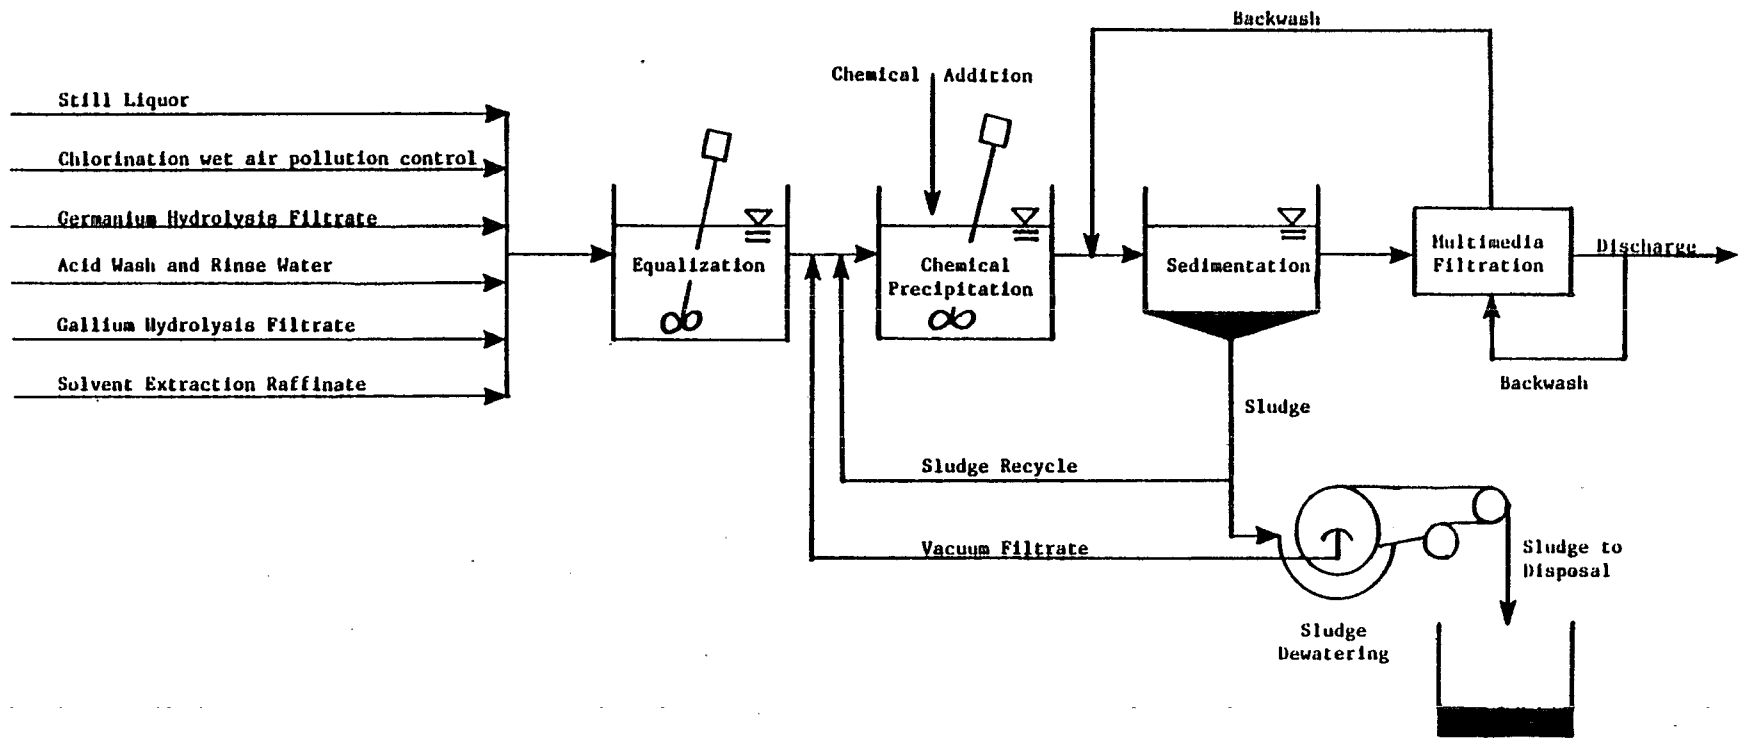 Backwash
Chemical Addition
Still Liquor
Chlorination wet air pollution control
Germanium Hydrolysis Filtrate
Acid Wash and Rinse Water
Gallium Hydrolysis Filtrate
Solvent Extraction Raffinate
Equalization
Chemical
Precipitation
Sedimentation
Multimedia
Filtration
Discharge
Backwash
Sludge
Sludge Recycle
Vacuum Filtrate
Sludge to
Disposal
Sludge
Dewatering